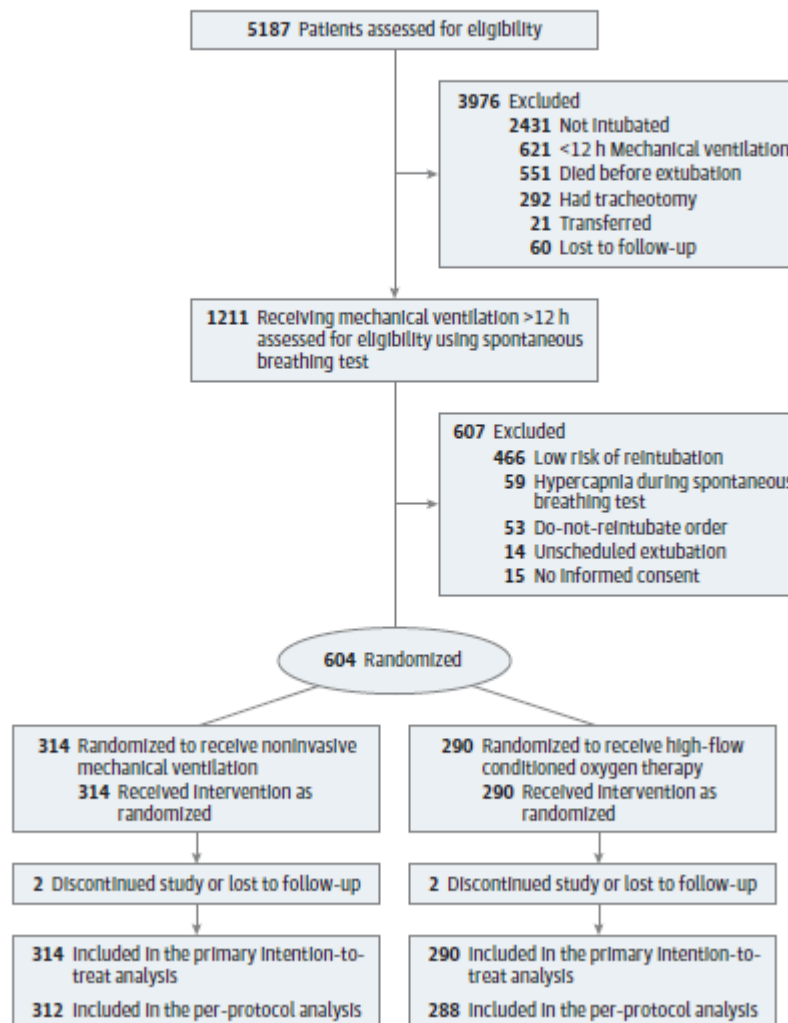 5187 Patients assessed for eligibility
3976 Excluded
2431 Not intubated
621 <12 h Mechanical ventilation
551 Died before extubation
292 Had tracheotomy
21 Transferred
60 Lost to follow-up
1211 Receiving mechanical ventilation >12 h
assessed for eligibility using spontaneous
breathing test
607 Excluded
466 Low risk of reintubation
59 Hypercapnia during spontaneous
breathing test
53 Do-not-reintubate order
14 Unscheduled extubation
15 No informed consent
604 Randomized
314 Randomized to receive noninvasive
mechanical ventilation
314 Received intervention as
randomized
290 Randomized to receive high-flow
conditioned oxygen therapy
290 Received intervention as
randomized
2 Discontinued study or lost to follow-up
2 Discontinued study or lost to follow-up
314 Included in the primary intention-to-
treat analysis
312 Included in the per-protocol analysis
290 Included in the primary intention-to-
treat analysis
288 Included in the per-protocol analysis